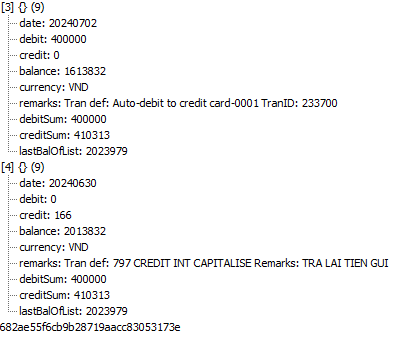 [3] {} (9)
date: 20240702
debit: 400000
credit: 0
balance: 1613832
currency: VND
remarks: Tran def: Auto-debit to credit card-0001 TranID: 233700
debitSum: 400000
creditSum: 410313
lastBalOfList: 2023979
[4] {} (9)
date: 20240630
debit: 0
credit: 166
balance: 2013832
currency: VND
remarks: Tran def: 797 CREDIT INT CAPITALISE Remarks: TRA LAI TIEN GUI
debitSum: 400000
creditSum: 410313
lastBalOfList: 2023979
682ae55f6cb9b28719aacc83053173e